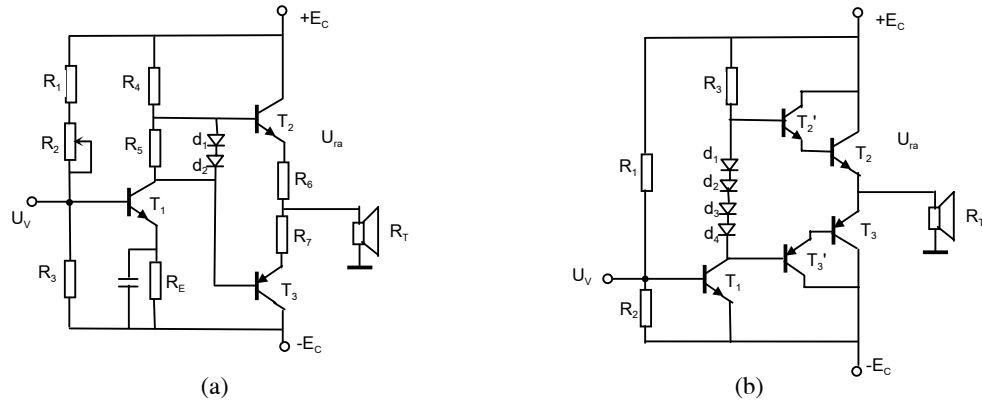 +E_C
R_1
R_4
R_2
R_5
d_1
d_2
T_2
U_ra
R_6
U_V
T_1
R_7
R_T
R_3
R_E
T_3
-E_C
(a)
+E_C
R_3
T_2'
U_ra
R_1
d_1
d_2
d_3
d_4
T_2
T_3
R_T
T_3'
U_V
T_1
R_2
-E_C
(b)